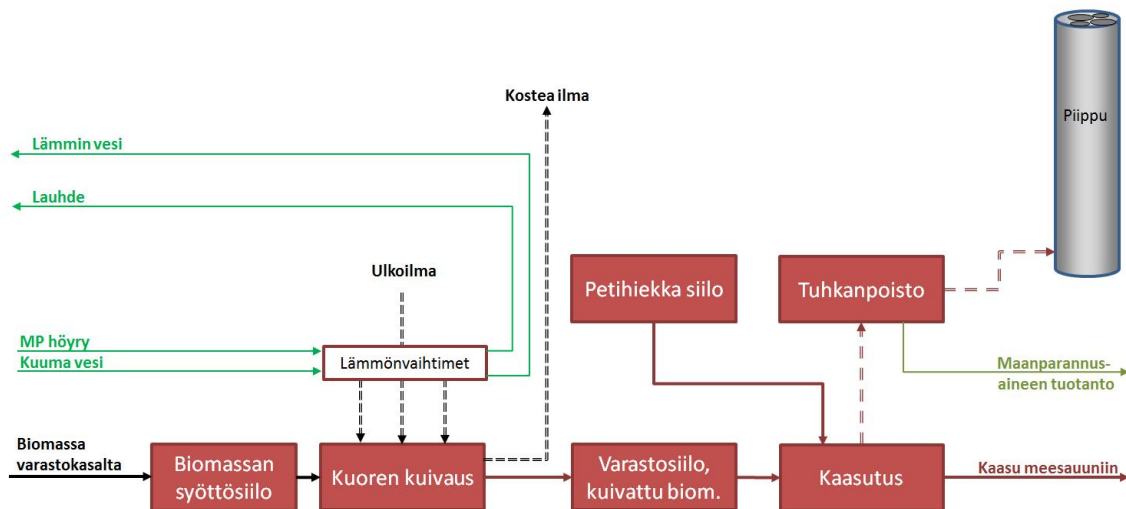 Kostea ilma
Piippu
Lämmin vesi
Lauhde
Ulkoilma
Petihiekka siilo
Tuhkanpoisto
MP höyry
Kuuma vesi
Lämmönvaihtimet
Maanparannus-
aineen tuotanto
Biomassa
varastokasalta
Biomassan
syöttösiilo
Kuoren kuivaus
Varastosiilo,
kuivattu biom.
Kaasutus
Kaasu meesauuniin